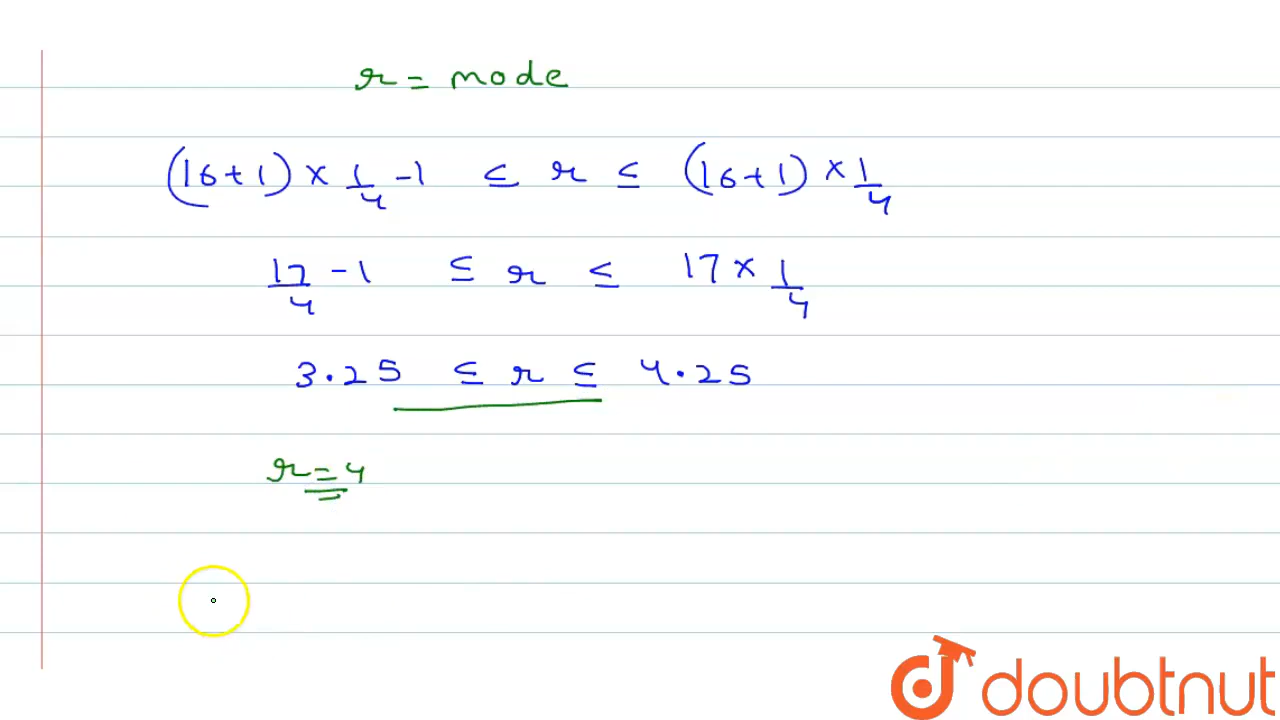 r = mode
(16+1) × 1/4 -1 ≤ r ≤ (16+1) × 1/4
17/4 -1 ≤ r ≤ 17 × 1/4
3.25 ≤ r ≤ 4.25
r = 4
doubtnut